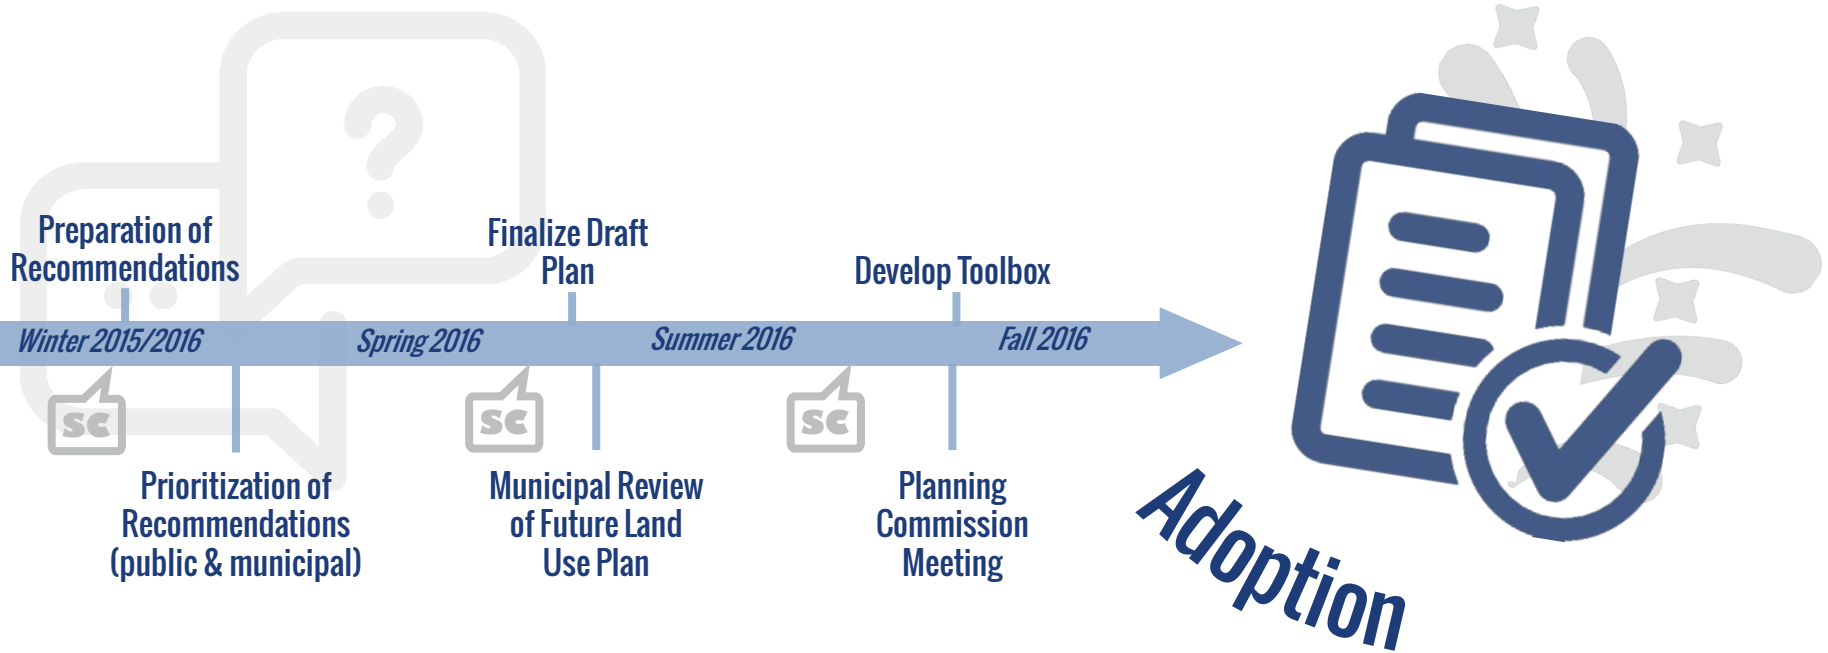 Preparation of
Recommendations
Finalize Draft
Plan
Develop Toolbox
Winter 2015/2016
Spring 2016
Summer 2016
Fall 2016
sc
sc
sc
Prioritization of
Recommendations
(public & municipal)
Municipal Review
of Future Land
Use Plan
Planning
Commission
Meeting
Adoption
?